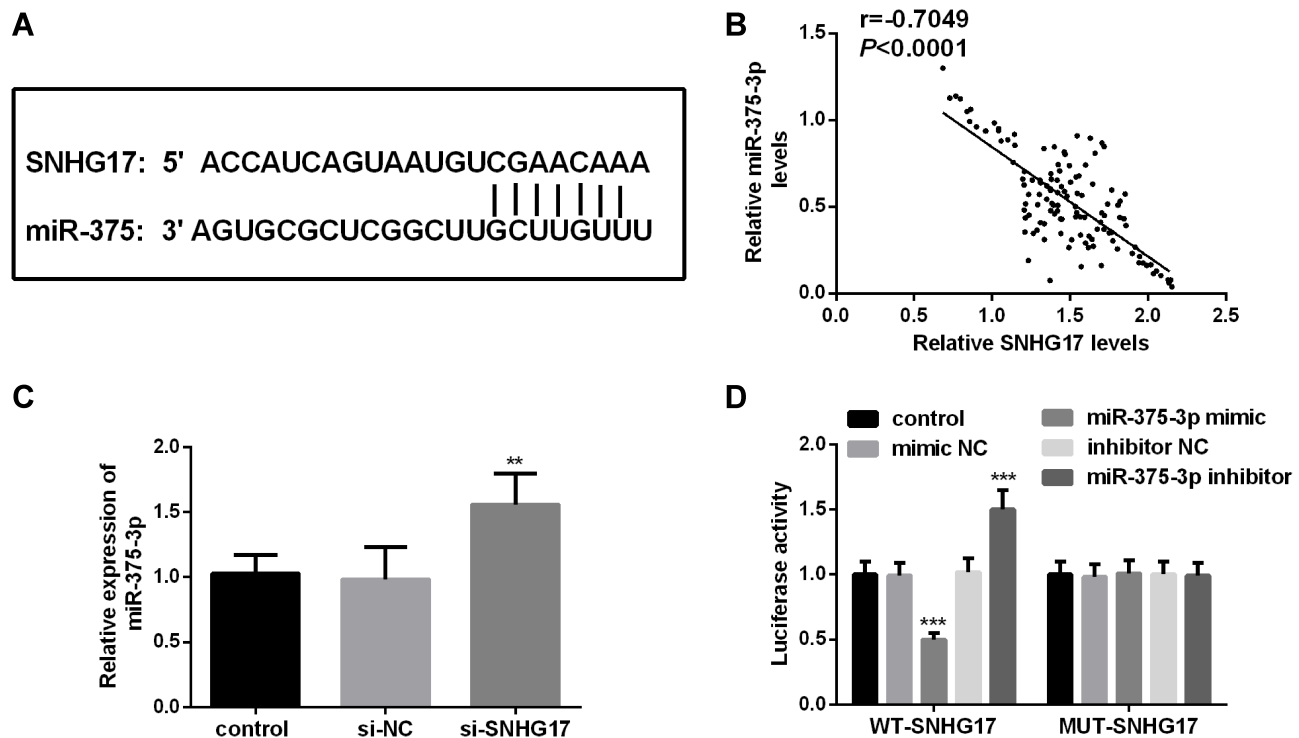 A
SNHG17: 5' ACCAUCAGUAAUGUCGAACAAA
miR-375: 3' AGUGCGCUCGGCUUGCUUGUUU
B
r=-0.7049
P<0.0001
Relative miR-375-3p
levels
1.5
1.0
0.5
0.0
0.0 0.5 1.0 1.5 2.0 2.5
Relative SNHG17 levels
C
Relative expression of
miR-375-3p
2.0
1.5
1.0
0.5
0.0
**
control si-NC si-SNHG17
D
control
mimic NC
miR-375-3p mimic
inhibitor NC
miR-375-3p inhibitor
Luciferase activity
2.0
1.5
1.0
0.5
0.0
***
***
WT-SNHG17 MUT-SNHG17